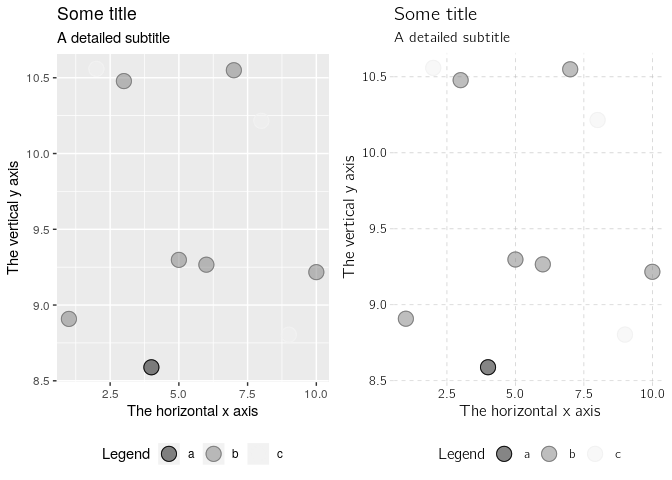 Some title
A detailed subtitle
The vertical y axis
10.5
10.0
9.5
9.0
8.5
2.5 5.0 7.5 10.0
The horizontal x axis
Legend a b c
Some title
A detailed subtitle
The vertical y axis
10.5
10.0
9.5
9.0
8.5
2.5 5.0 7.5 10.0
The horizontal x axis
Legend a b c